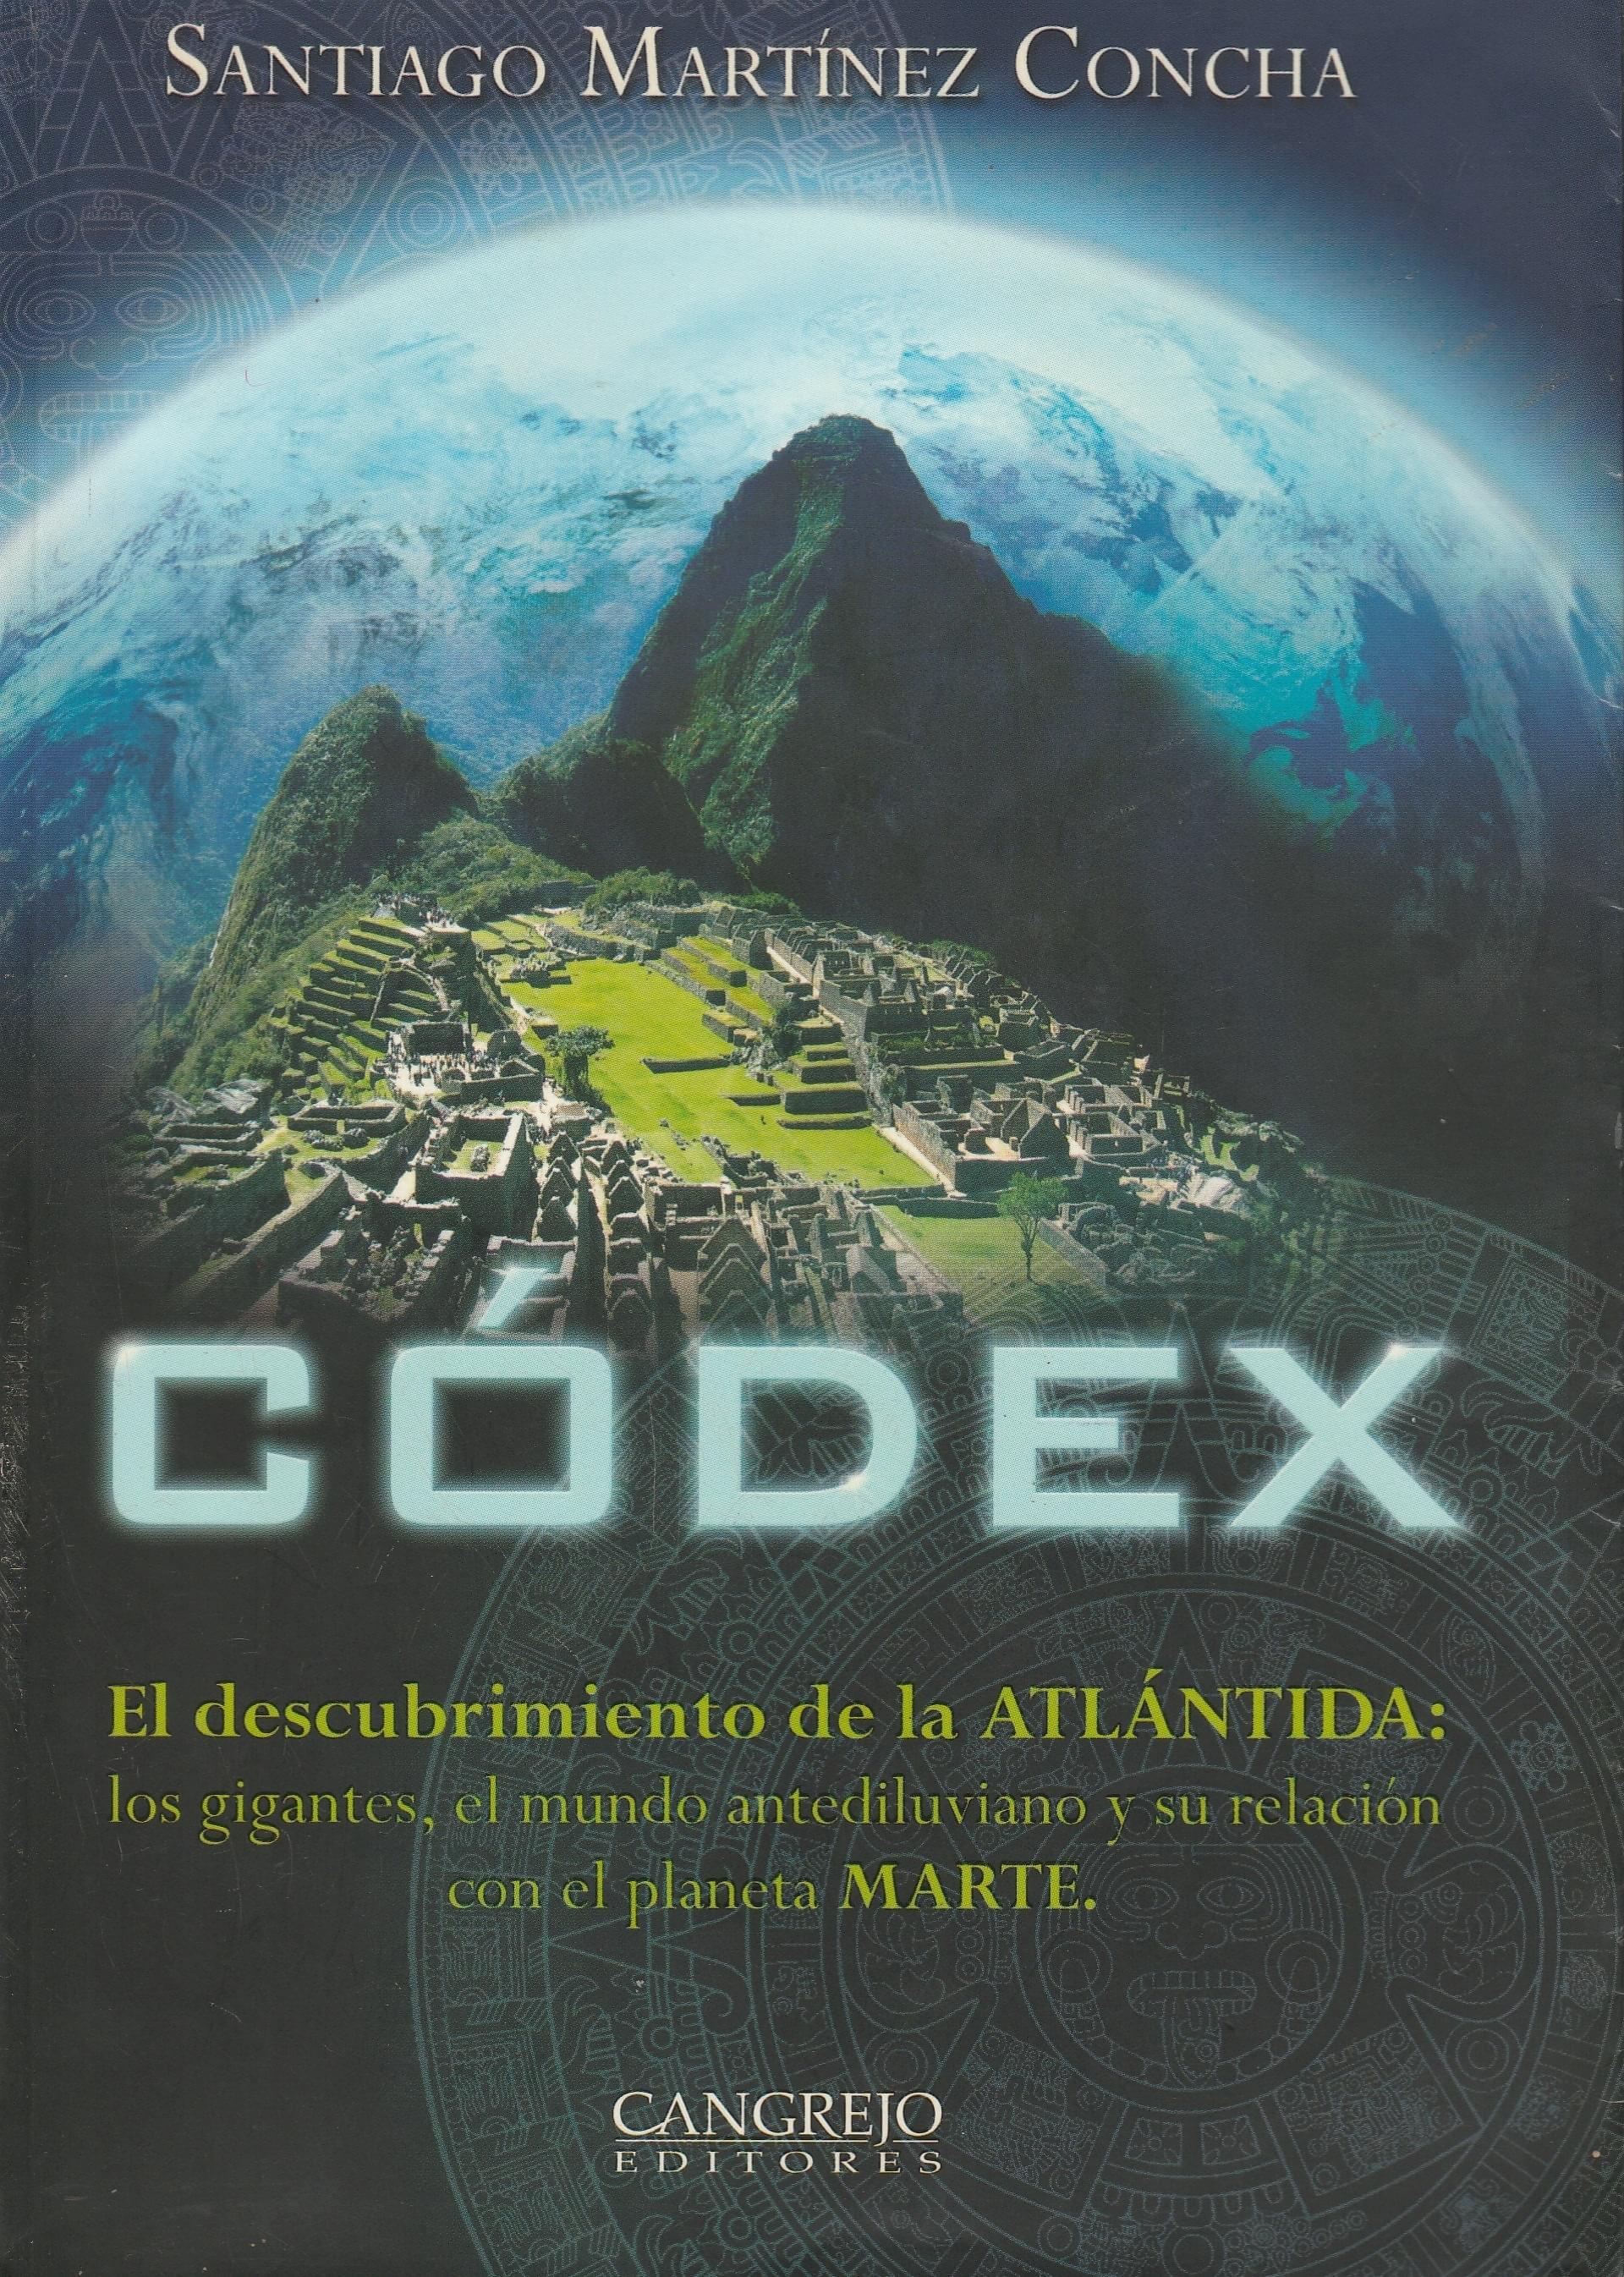 SANTIAGO MARTÍNEZ CONCHA
CÓDEX
El descubrimiento de la ATLÁNTIDA:
los gigantes, el mundo antediluviano y su relación
con el planeta MARTE.
CANGREJO
EDITORES